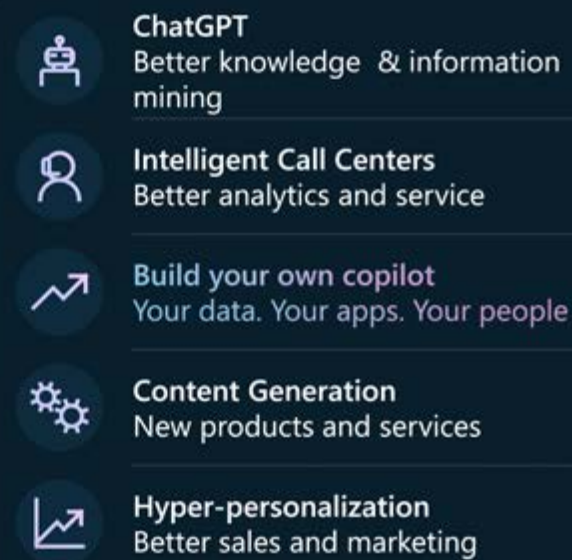 ChatGPT
Better knowledge & information
mining
Intelligent Call Centers
Better analytics and service
Build your own copilot
Your data. Your apps. Your people
Content Generation
New products and services
Hyper-personalization
Better sales and marketing